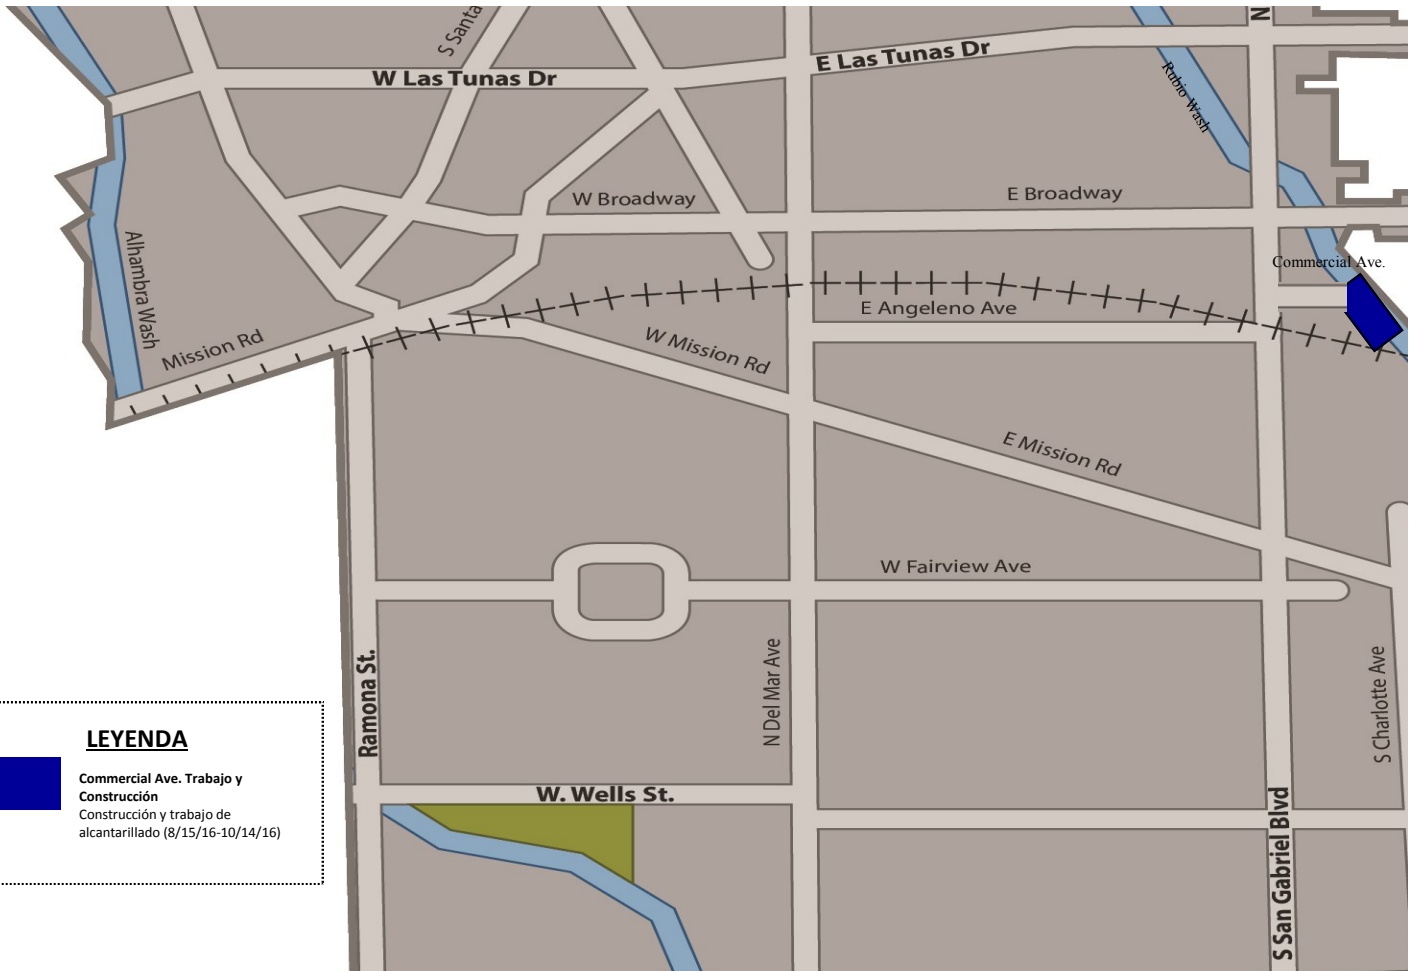 S Santa
N
W Las Tunas Dr
E Las Tunas Dr
Rubio Wash
W Broadway
E Broadway
Alhambra Wash
Commercial Ave.
E Angeleno Ave
Mission Rd
W Mission Rd
E Mission Rd
W Fairview Ave
Ramona St.
N Del Mar Ave
S Charlotte Ave
LEYENDA
Commercial Ave. Trabajo y
Construcción
Construcción y trabajo de
alcantarillado (8/15/16-10/14/16)
W. Wells St.
S San Gabriel Blvd